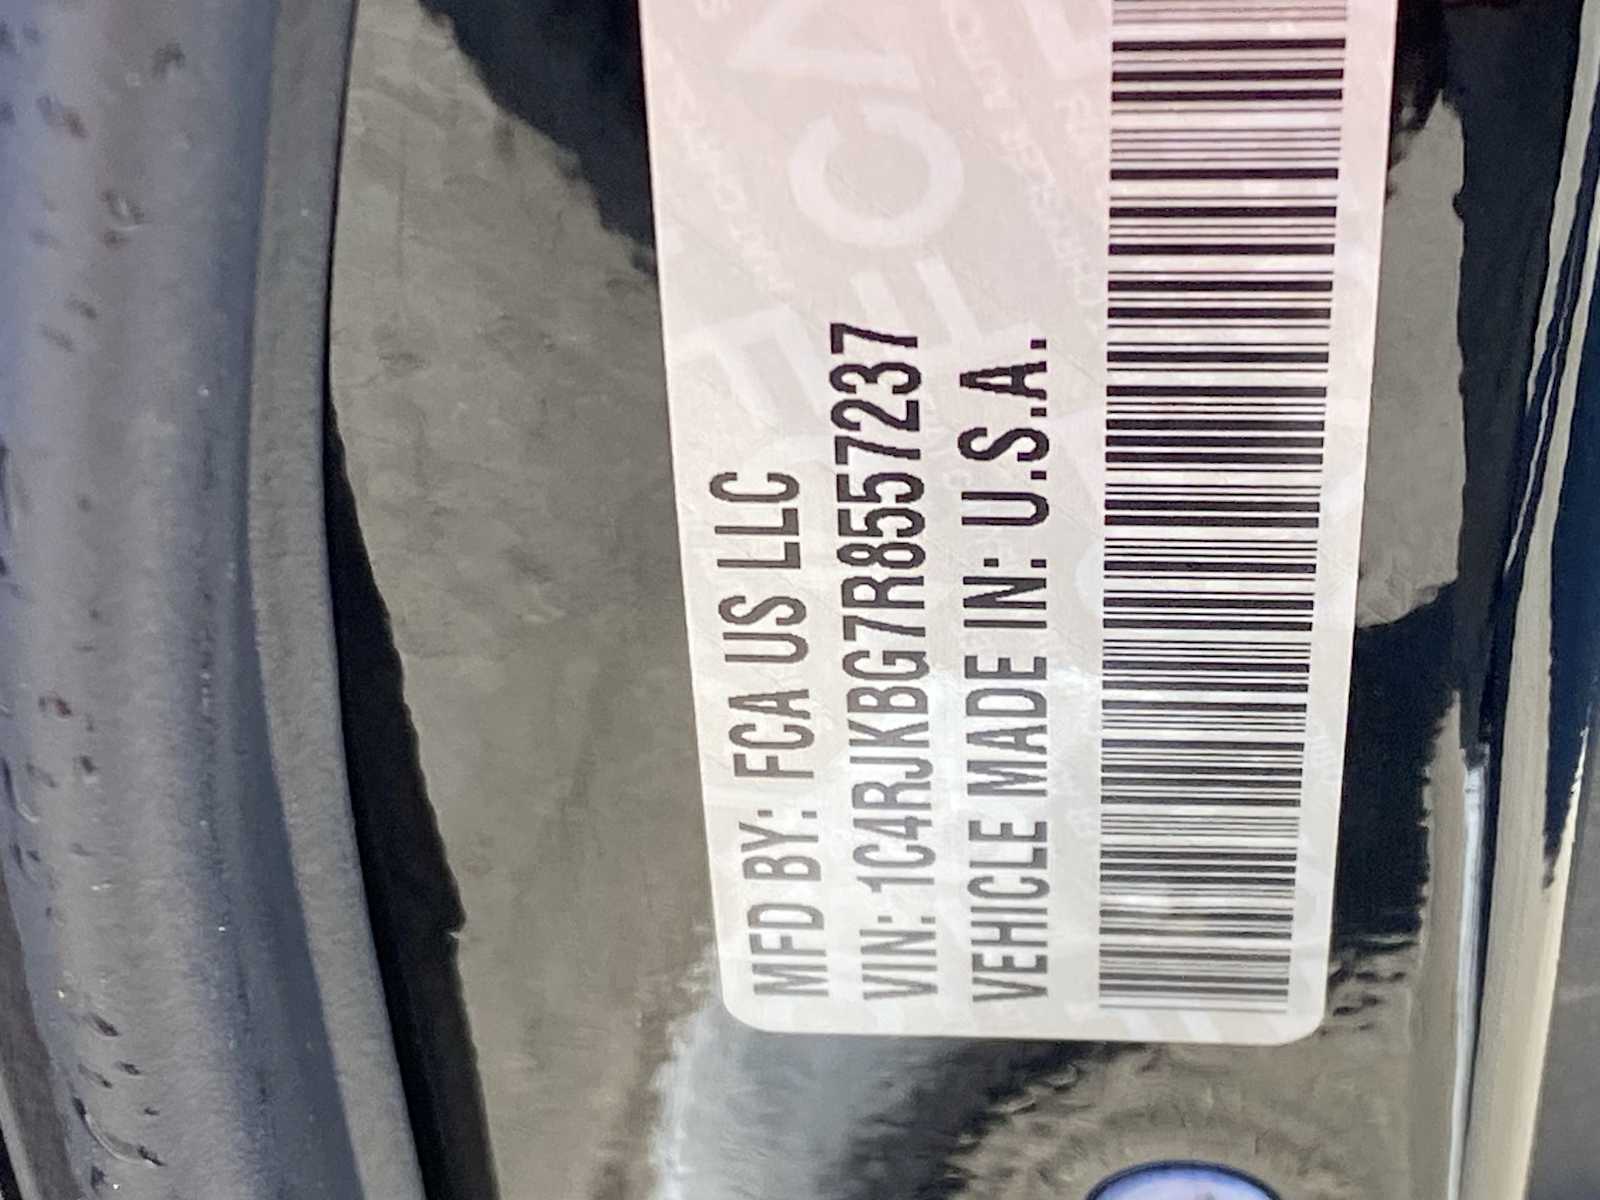 MFD BY: FCA US LLC
VIN: 1C4RJKBG7R8557237
VEHICLE MADE IN: U.S.A.